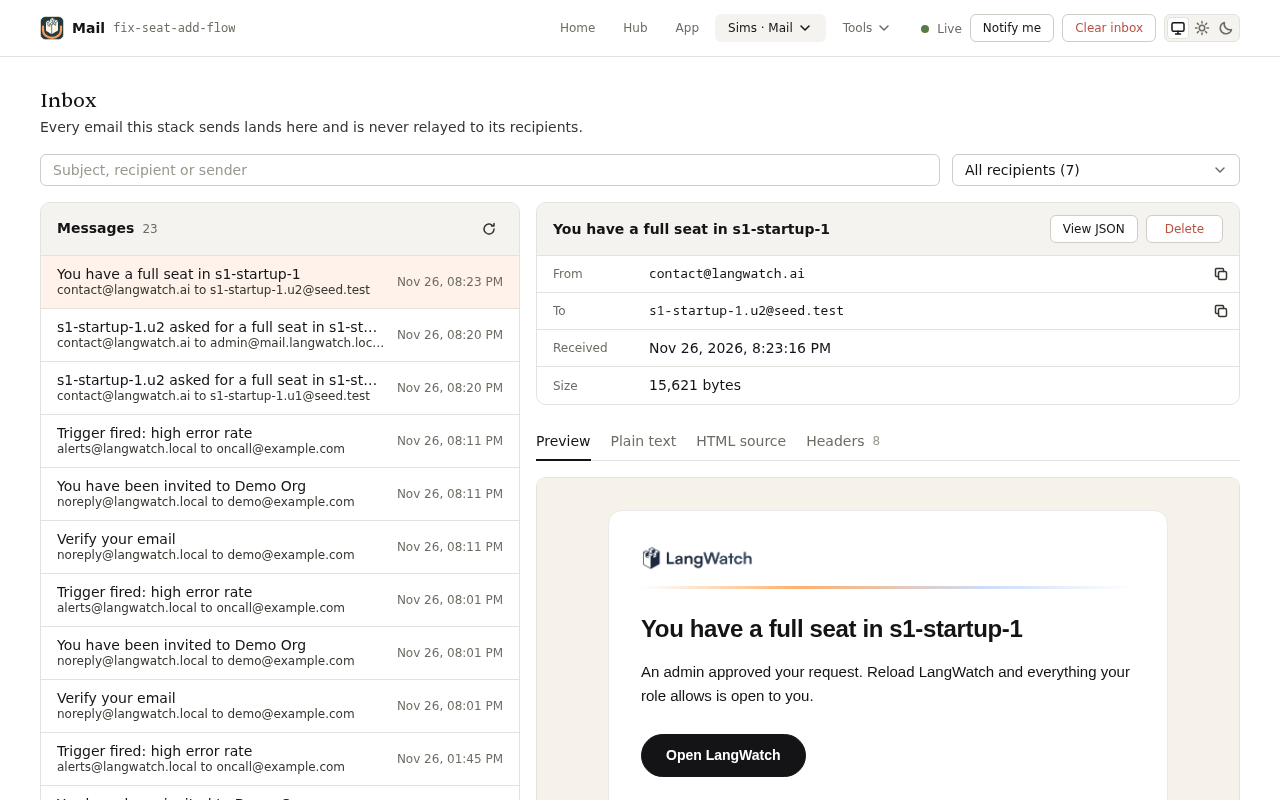 Mail fix-seat-add-flow
Home Hub App Sims · Mail Tools Live Notify me Clear inbox
Inbox
Every email this stack sends lands here and is never relayed to its recipients.
Subject, recipient or sender
All recipients (7)
Messages 23
You have a full seat in s1-startup-1
contact@langwatch.ai to s1-startup-1.u2@seed.test
Nov 26, 08:23 PM
s1-startup-1.u2 asked for a full seat in s1-st...
contact@langwatch.ai to admin@mail.langwatch.loc...
Nov 26, 08:20 PM
s1-startup-1.u2 asked for a full seat in s1-st...
contact@langwatch.ai to s1-startup-1.u1@seed.test
Nov 26, 08:20 PM
Trigger fired: high error rate
alerts@langwatch.local to oncall@example.com
Nov 26, 08:11 PM
You have been invited to Demo Org
noreply@langwatch.local to demo@example.com
Nov 26, 08:11 PM
Verify your email
noreply@langwatch.local to demo@example.com
Nov 26, 08:11 PM
Trigger fired: high error rate
alerts@langwatch.local to oncall@example.com
Nov 26, 08:01 PM
You have been invited to Demo Org
noreply@langwatch.local to demo@example.com
Nov 26, 08:01 PM
Verify your email
noreply@langwatch.local to demo@example.com
Nov 26, 08:01 PM
Trigger fired: high error rate
alerts@langwatch.local to oncall@example.com
Nov 26, 01:45 PM
You have a full seat in s1-startup-1
View JSON Delete
From contact@langwatch.ai
To s1-startup-1.u2@seed.test
Received Nov 26, 2026, 8:23:16 PM
Size 15,621 bytes
Preview Plain text HTML source Headers 8
LangWatch
You have a full seat in s1-startup-1
An admin approved your request. Reload LangWatch and everything your
role allows is open to you.
Open LangWatch